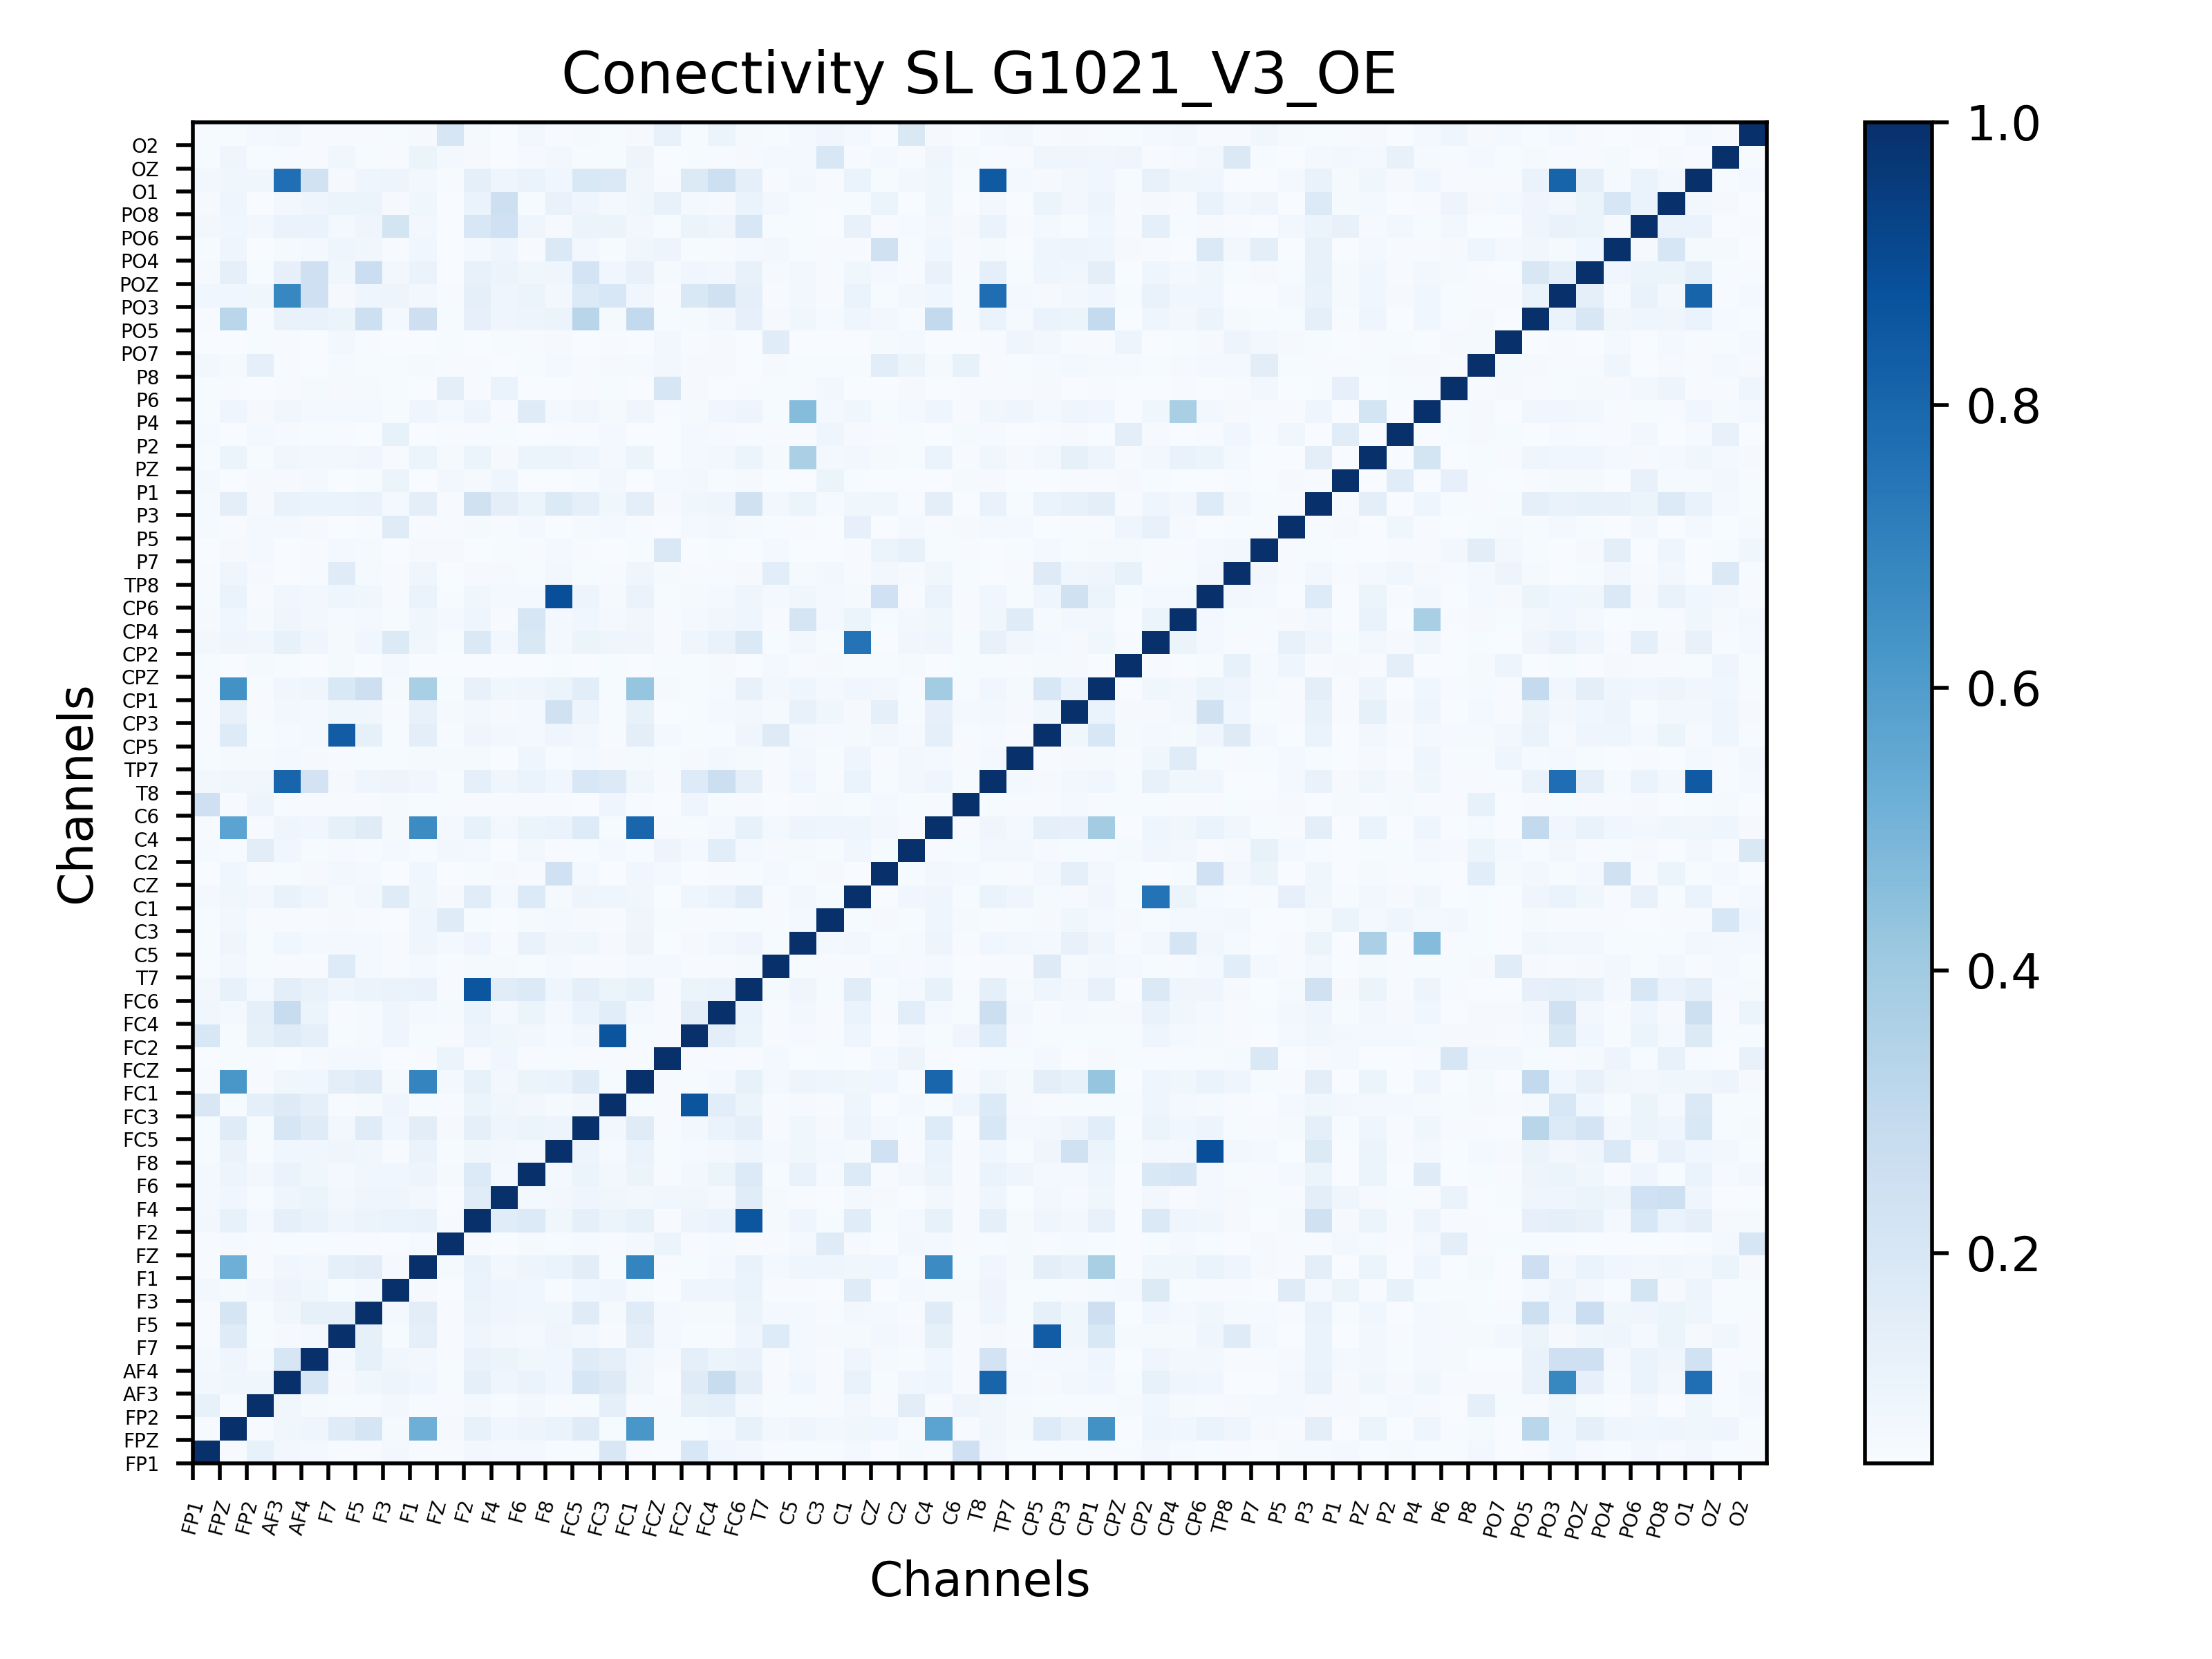 Conectivity SL G1021_V3_OE
Channels
O2
OZ
O1
PO8
PO6
PO4
POZ
PO3
PO5
PO7
P8
P6
P4
P2
PZ
P1
P3
P5
P7
TP8
CP6
CP4
CP2
CPZ
CP1
CP3
CP5
TP7
T8
C6
C4
C2
CZ
C1
C3
C5
T7
FC6
FC4
FC2
FCZ
FC1
FC3
FC5
F8
F6
F4
F2
FZ
F1
F3
F5
F7
AF4
AF3
FP2
FPZ
FP1
FP1 FPZ FP2 AF3 AF4 F7 F5 F3 F1 FZ F2 F4 F6 F8 FC5 FC3 FC1 FCZ FC2 FC4 FC6 T7 C5 C3 C1 CZ C2 C4 C6 T8 TP7 CP5 CP3 CP1 CPZ CP2 CP4 CP6 TP8 P7 P5 P3 P1 PZ P2 P4 P6 P8 PO7 PO5 PO3 POZ PO4 PO6 PO8 O1 OZ O2
Channels
1.0
0.8
0.6
0.4
0.2